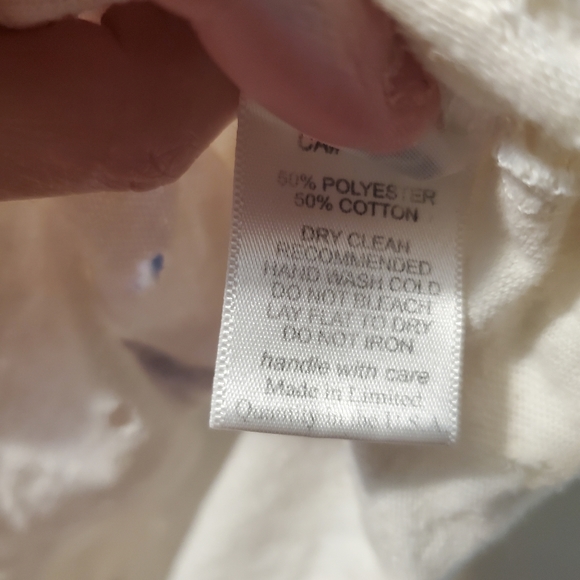 CA#
50% POLYESTER
50% COTTON
DRY CLEAN
RECOMMENDED
HAND WASH COLD
DO NOT BLEACH
LAY FLAT TO DRY
DO NOT IRON
handle with care
Made in Limited
Quantity in the U.S.A.